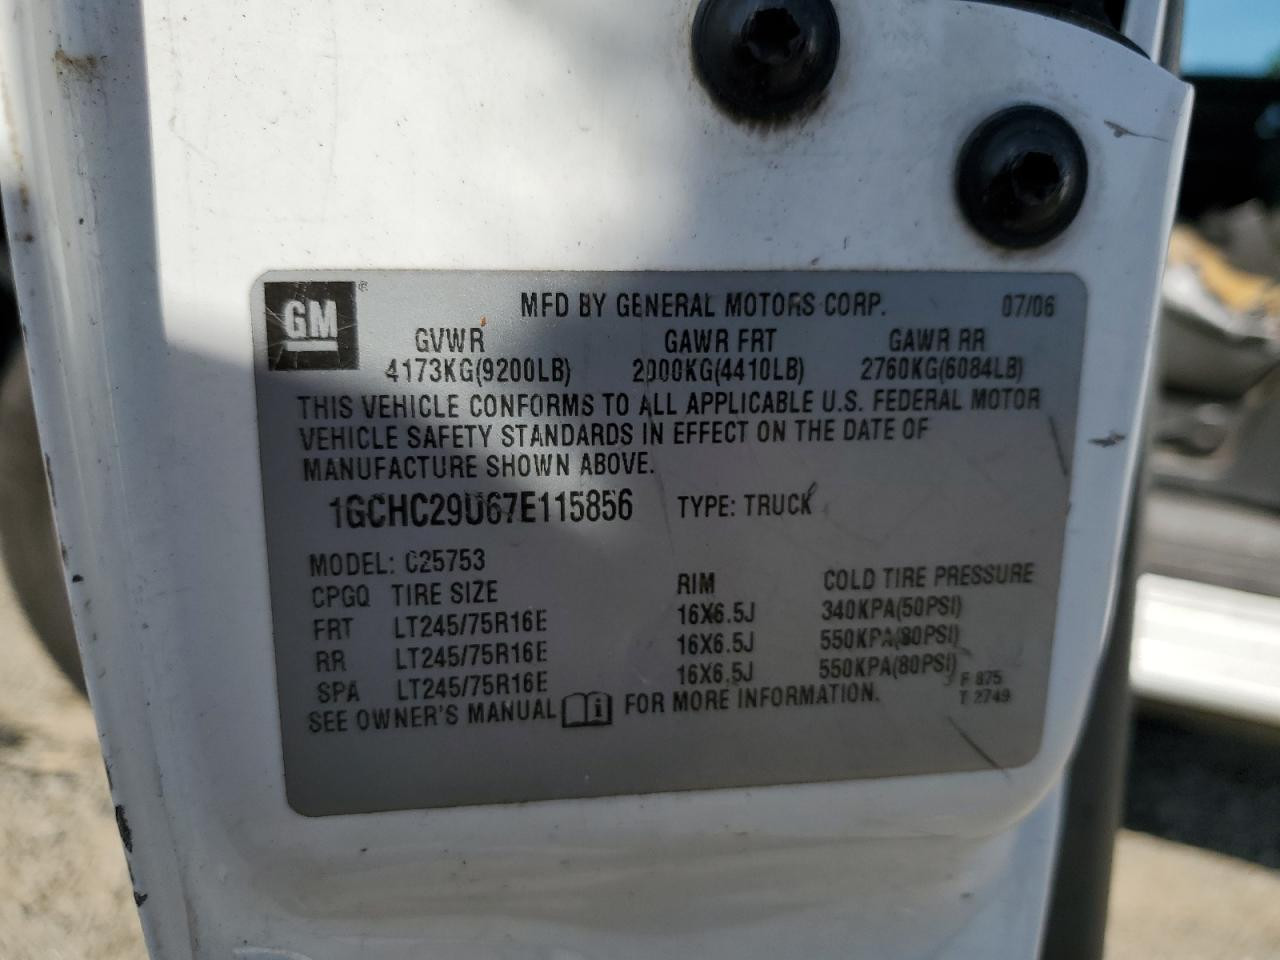 GM® MFD BY GENERAL MOTORS CORP. 07/06
GVWR GAWR FRT GAWR RR
4173KG(9200LB) 2000KG(4410LB) 2760KG(6084LB)
THIS VEHICLE CONFORMS TO ALL APPLICABLE U.S. FEDERAL MOTOR
VEHICLE SAFETY STANDARDS IN EFFECT ON THE DATE OF
MANUFACTURE SHOWN ABOVE.
1GCHC29U67E115856 TYPE: TRUCK
MODEL: C25753
CPGQ TIRE SIZE RIM COLD TIRE PRESSURE
FRT LT245/75R16E 16X6.5J 340KPA(50PSI)
RR LT245/75R16E 16X6.5J 550KPA(80PSI)
SPA LT245/75R16E 16X6.5J 550KPA(80PSI)
F 875
SEE OWNER'S MANUAL i FOR MORE INFORMATION. T 2749